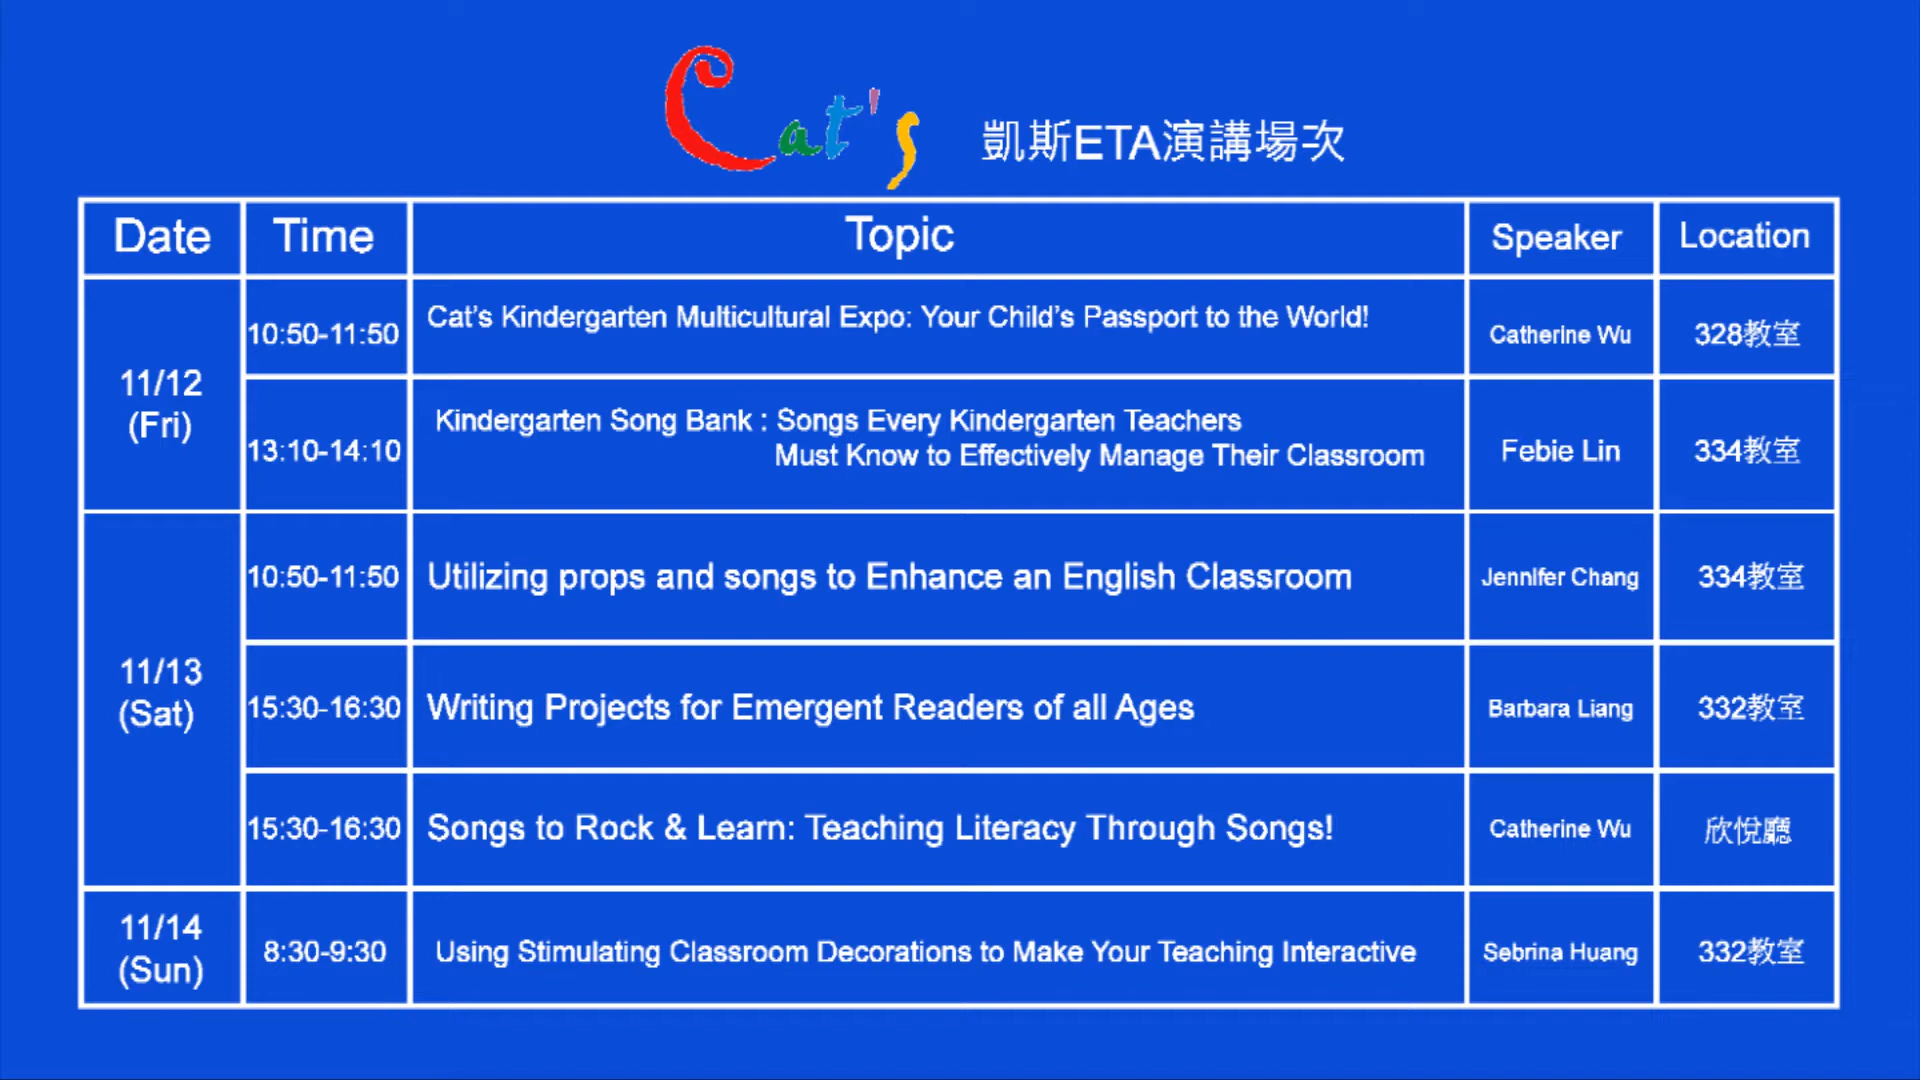 Cat's 凱斯ETA演講場次
Date Time Topic Speaker Location
11/12
(Fri)
10:50-11:50 Cat's Kindergarten Multicultural Expo: Your Child's Passport to the World! Catherine Wu 328教室
13:10-14:10 Kindergarten Song Bank : Songs Every Kindergarten Teachers
Must Know to Effectively Manage Their Classroom Febie Lin 334教室
11/13
(Sat)
10:50-11:50 Utilizing props and songs to Enhance an English Classroom Jennifer Chang 334教室
15:30-16:30 Writing Projects for Emergent Readers of all Ages Barbara Liang 332教室
15:30-16:30 Songs to Rock & Learn: Teaching Literacy Through Songs! Catherine Wu 欣悅廳
11/14
(Sun)
8:30-9:30 Using Stimulating Classroom Decorations to Make Your Teaching Interactive Sebrina Huang 332教室